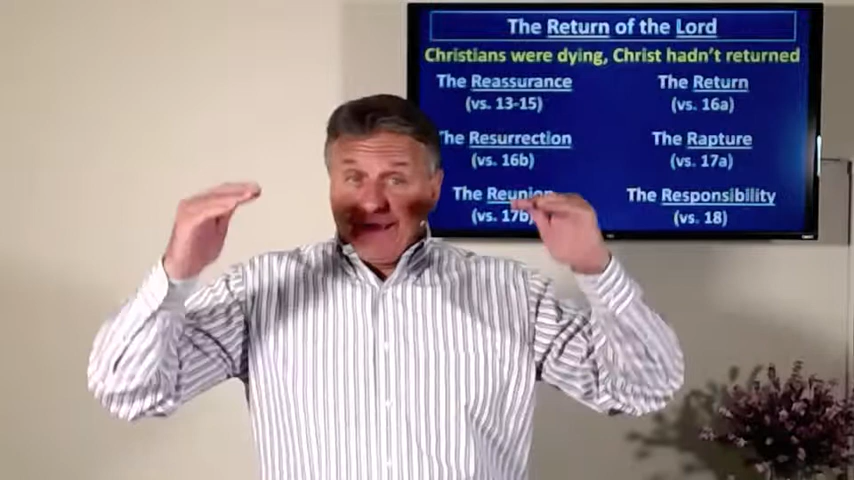 The Return of the Lord
Christians were dying, Christ hadn't returned
The Reassurance
(vs. 13-15)
The Return
(vs. 16a)
The Resurrection
(vs. 16b)
The Rapture
(vs. 17a)
The Reunion
(vs. 17b)
The Responsibility
(vs. 18)